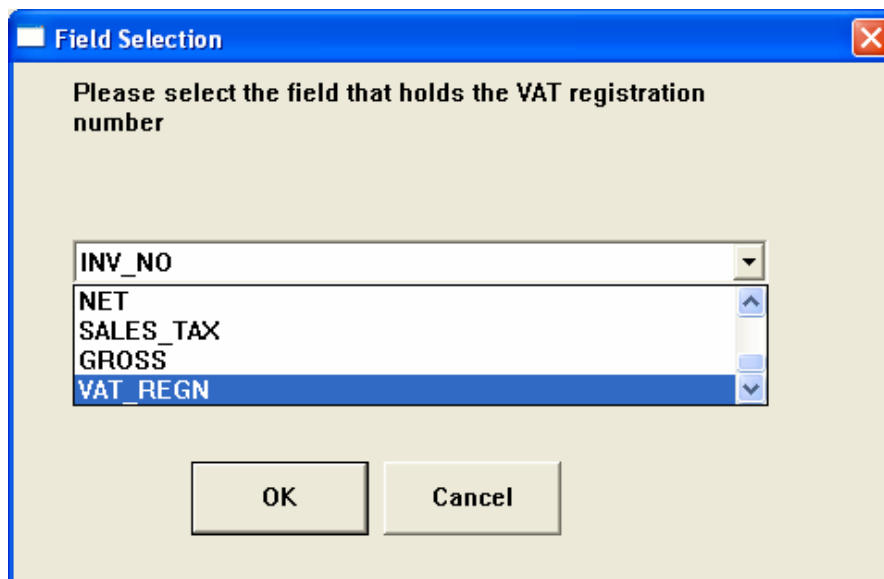 Field Selection
Please select the field that holds the VAT registration
number
INV_NO
NET
SALES_TAX
GROSS
VAT_REGN
OK
Cancel